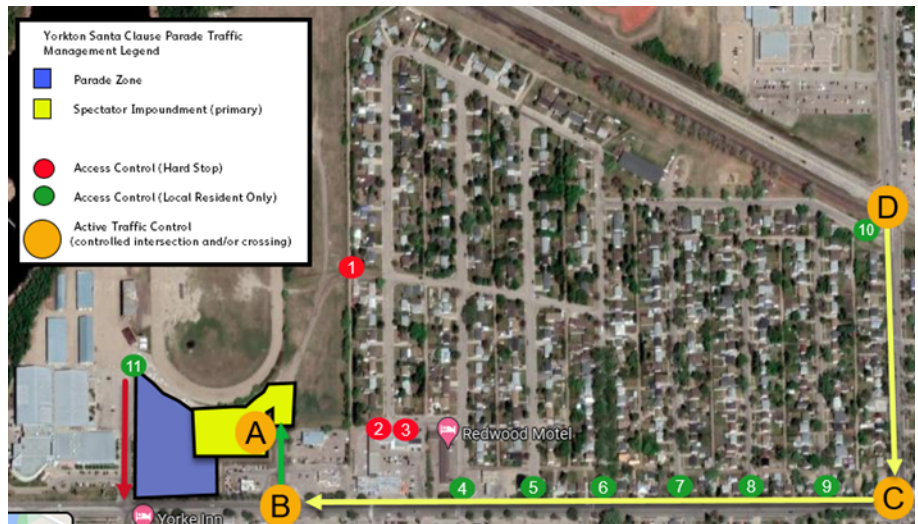 Yorkton Santa Clause Parade Traffic
Management Legend
Parade Zone
Spectator Impoundment (primary)
Access Control (Hard Stop)
Access Control (Local Resident Only)
Active Traffic Control
(controlled intersection and/or crossing)
D
10
1
11
A
2
3
Redwood Motel
4
5
6
7
8
9
B
C
Yorke Inn